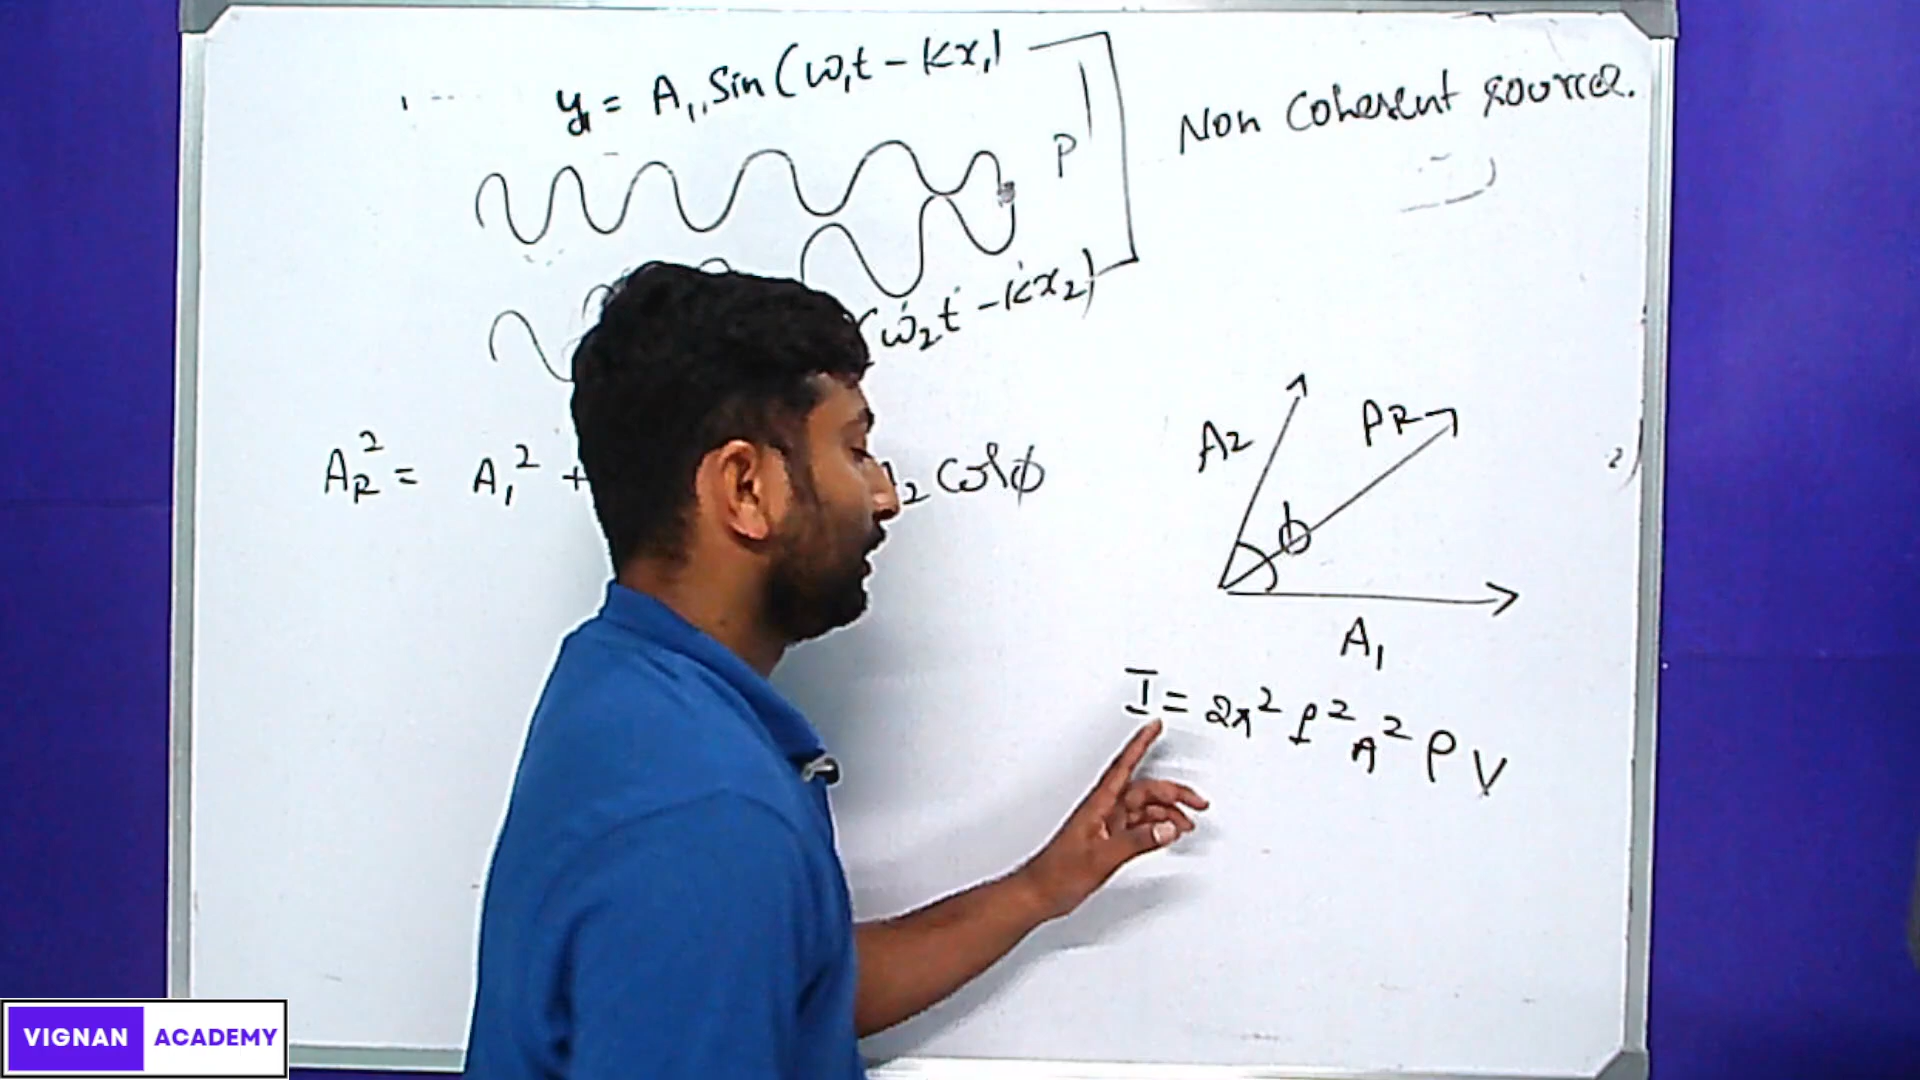 y₁ = A₁ Sin(ω₁t - kx₁)
Non Coherent source.
P
(ω₂t - kx₂)
A_R² = A₁² + A₂ Cosϕ
A₂
A_R
ϕ
A₁
I = 2π² f² A² ρ V
2)
VIGNAN ACADEMY